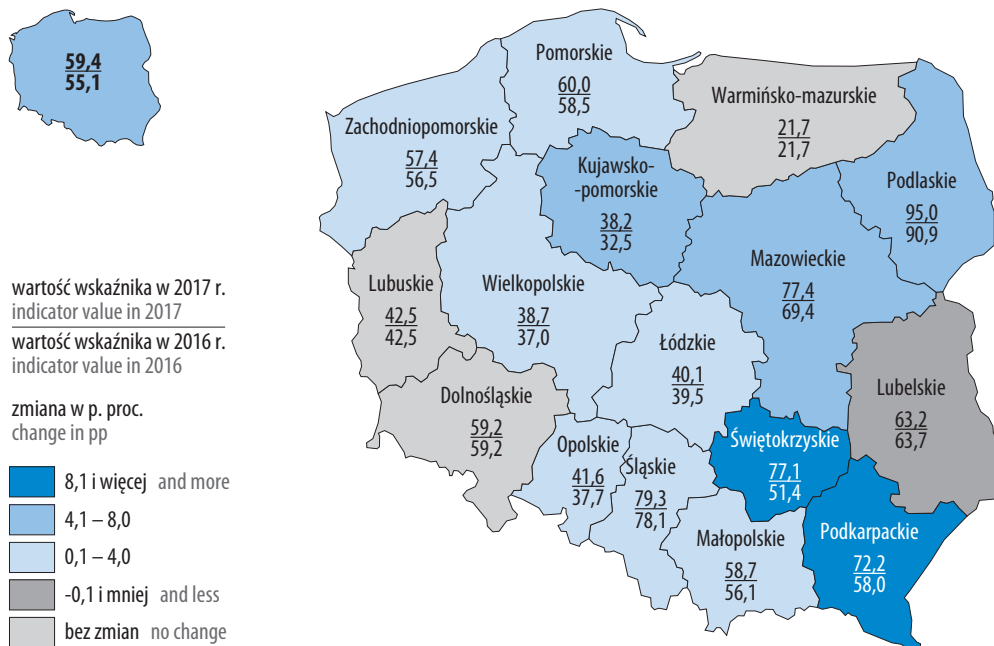 59,4
55,1
wartość wskaźnika w 2017 r.
indicator value in 2017
wartość wskaźnika w 2016 r.
indicator value in 2016
zmiana w p. proc.
change in pp
8,1 i więcej and more
4,1 – 8,0
0,1 – 4,0
-0,1 i mniej and less
bez zmian no change
Pomorskie
60,0
58,5
Warmińsko-mazurskie
21,7
21,7
Zachodniopomorskie
57,4
56,5
Kujawsko-
-pomorskie
38,2
32,5
Podlaskie
95,0
90,9
Mazowieckie
77,4
69,4
Lubuskie
42,5
42,5
Wielkopolskie
38,7
37,0
Łódzkie
40,1
39,5
Lubelskie
63,2
63,7
Dolnośląskie
59,2
59,2
Opolskie
41,6
37,7
Śląskie
79,3
78,1
Świętokrzyskie
77,1
51,4
Małopolskie
58,7
56,1
Podkarpackie
72,2
58,0